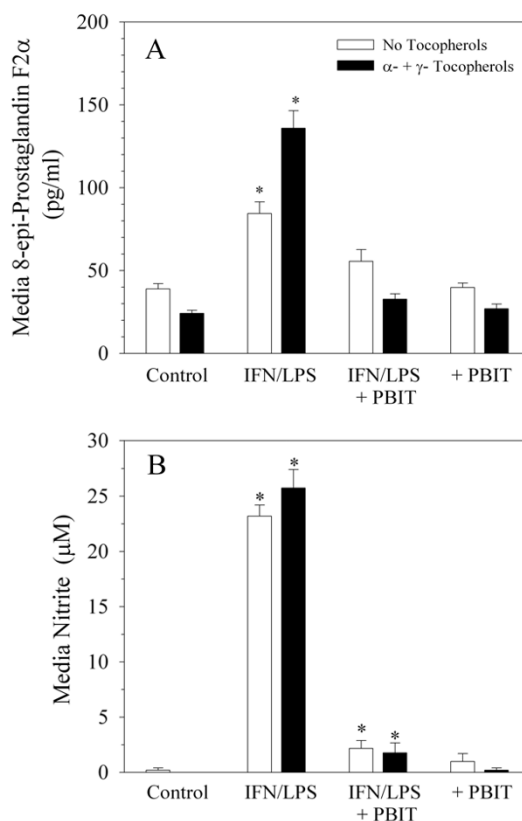 A
No Tocopherols
α- + γ- Tocopherols
Media 8-epi-Prostaglandin F2α
(pg/ml)
200
150
100
50
0
*
*
Control
IFN/LPS
IFN/LPS
+ PBIT
+ PBIT
B
Media Nitrite (μM)
30
25
20
15
10
5
0
*
*
*
*
Control
IFN/LPS
IFN/LPS
+ PBIT
+ PBIT